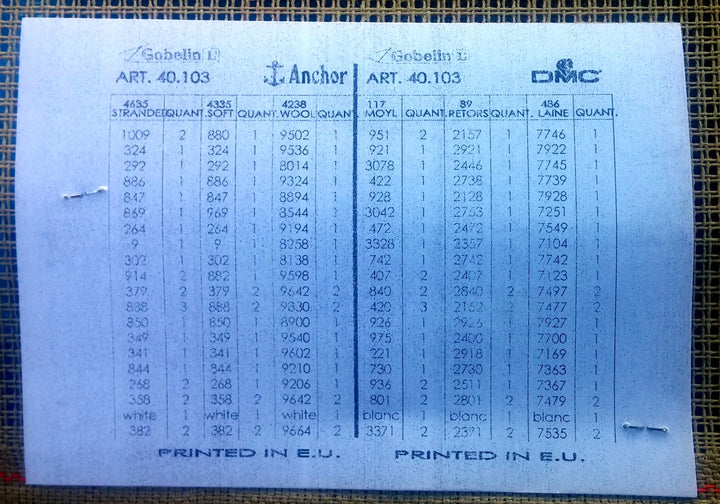 Gobelin L Gobelin L
ART. 40.103 Anchor ART. 40.103 DMC
4635 4335 4238 117 89 486
STRANDED QUANT. SOFT QUANT. WOOL QUANT. MOYL QUANT. RETORS QUANT. LAINE QUANT.
1009 2 880 1 9502 1 951 2 2157 1 7746 1
324 1 324 1 9536 1 921 1 2921 1 7922 1
292 1 292 1 8014 1 3078 1 2446 1 7745 1
886 1 886 1 9324 1 422 1 2738 1 7739 1
847 1 847 1 8894 1 928 1 2128 1 7928 1
869 1 969 1 8544 1 3042 1 2753 1 7251 1
264 1 264 1 9194 1 472 1 2472 1 7549 1
9 1 9 1 8258 1 3328 1 2357 1 7104 1
302 1 302 1 8138 1 742 1 2742 1 7742 1
914 2 882 1 9598 1 407 2 2407 1 7123 1
379 2 379 2 9642 2 840 2 2840 2 7497 2
888 3 888 2 9330 2 420 3 2152 2 7477 2
850 1 850 1 8900 1 926 1 2926 1 7927 1
349 1 349 1 9540 1 975 1 2400 1 7700 1
341 1 341 1 9602 1 221 1 2918 1 7169 1
844 1 844 1 9210 1 730 1 2730 1 7363 1
268 2 268 1 9206 1 936 2 2511 1 7367 1
358 2 358 2 9642 2 801 2 2801 2 7479 2
white 1 white 1 white 1 blanc 1 blanc 1 blanc 1
382 2 382 2 9664 2 3371 2 2371 2 7535 2
PRINTED IN E.U. PRINTED IN E.U.